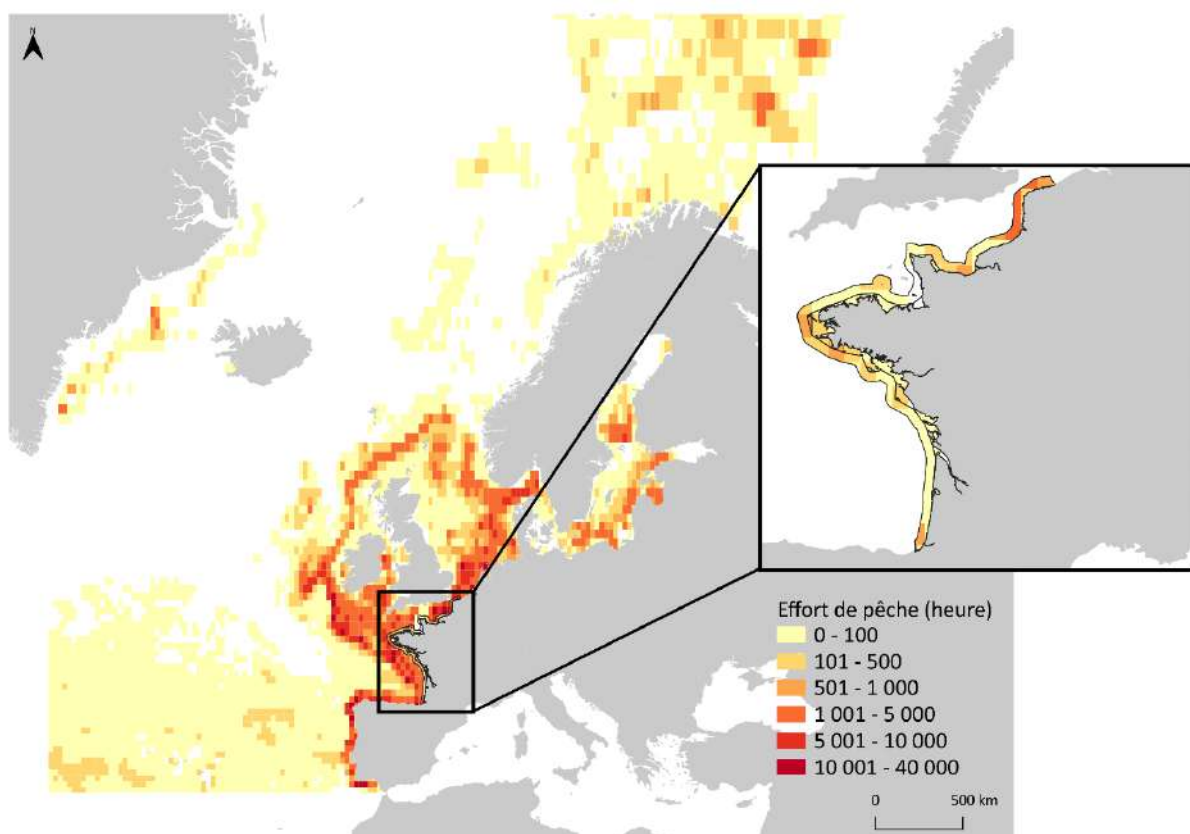 N
Effort de pêche (heure)
0 - 100
101 - 500
501 - 1 000
1 001 - 5 000
5 001 - 10 000
10 001 - 40 000
0 500 km